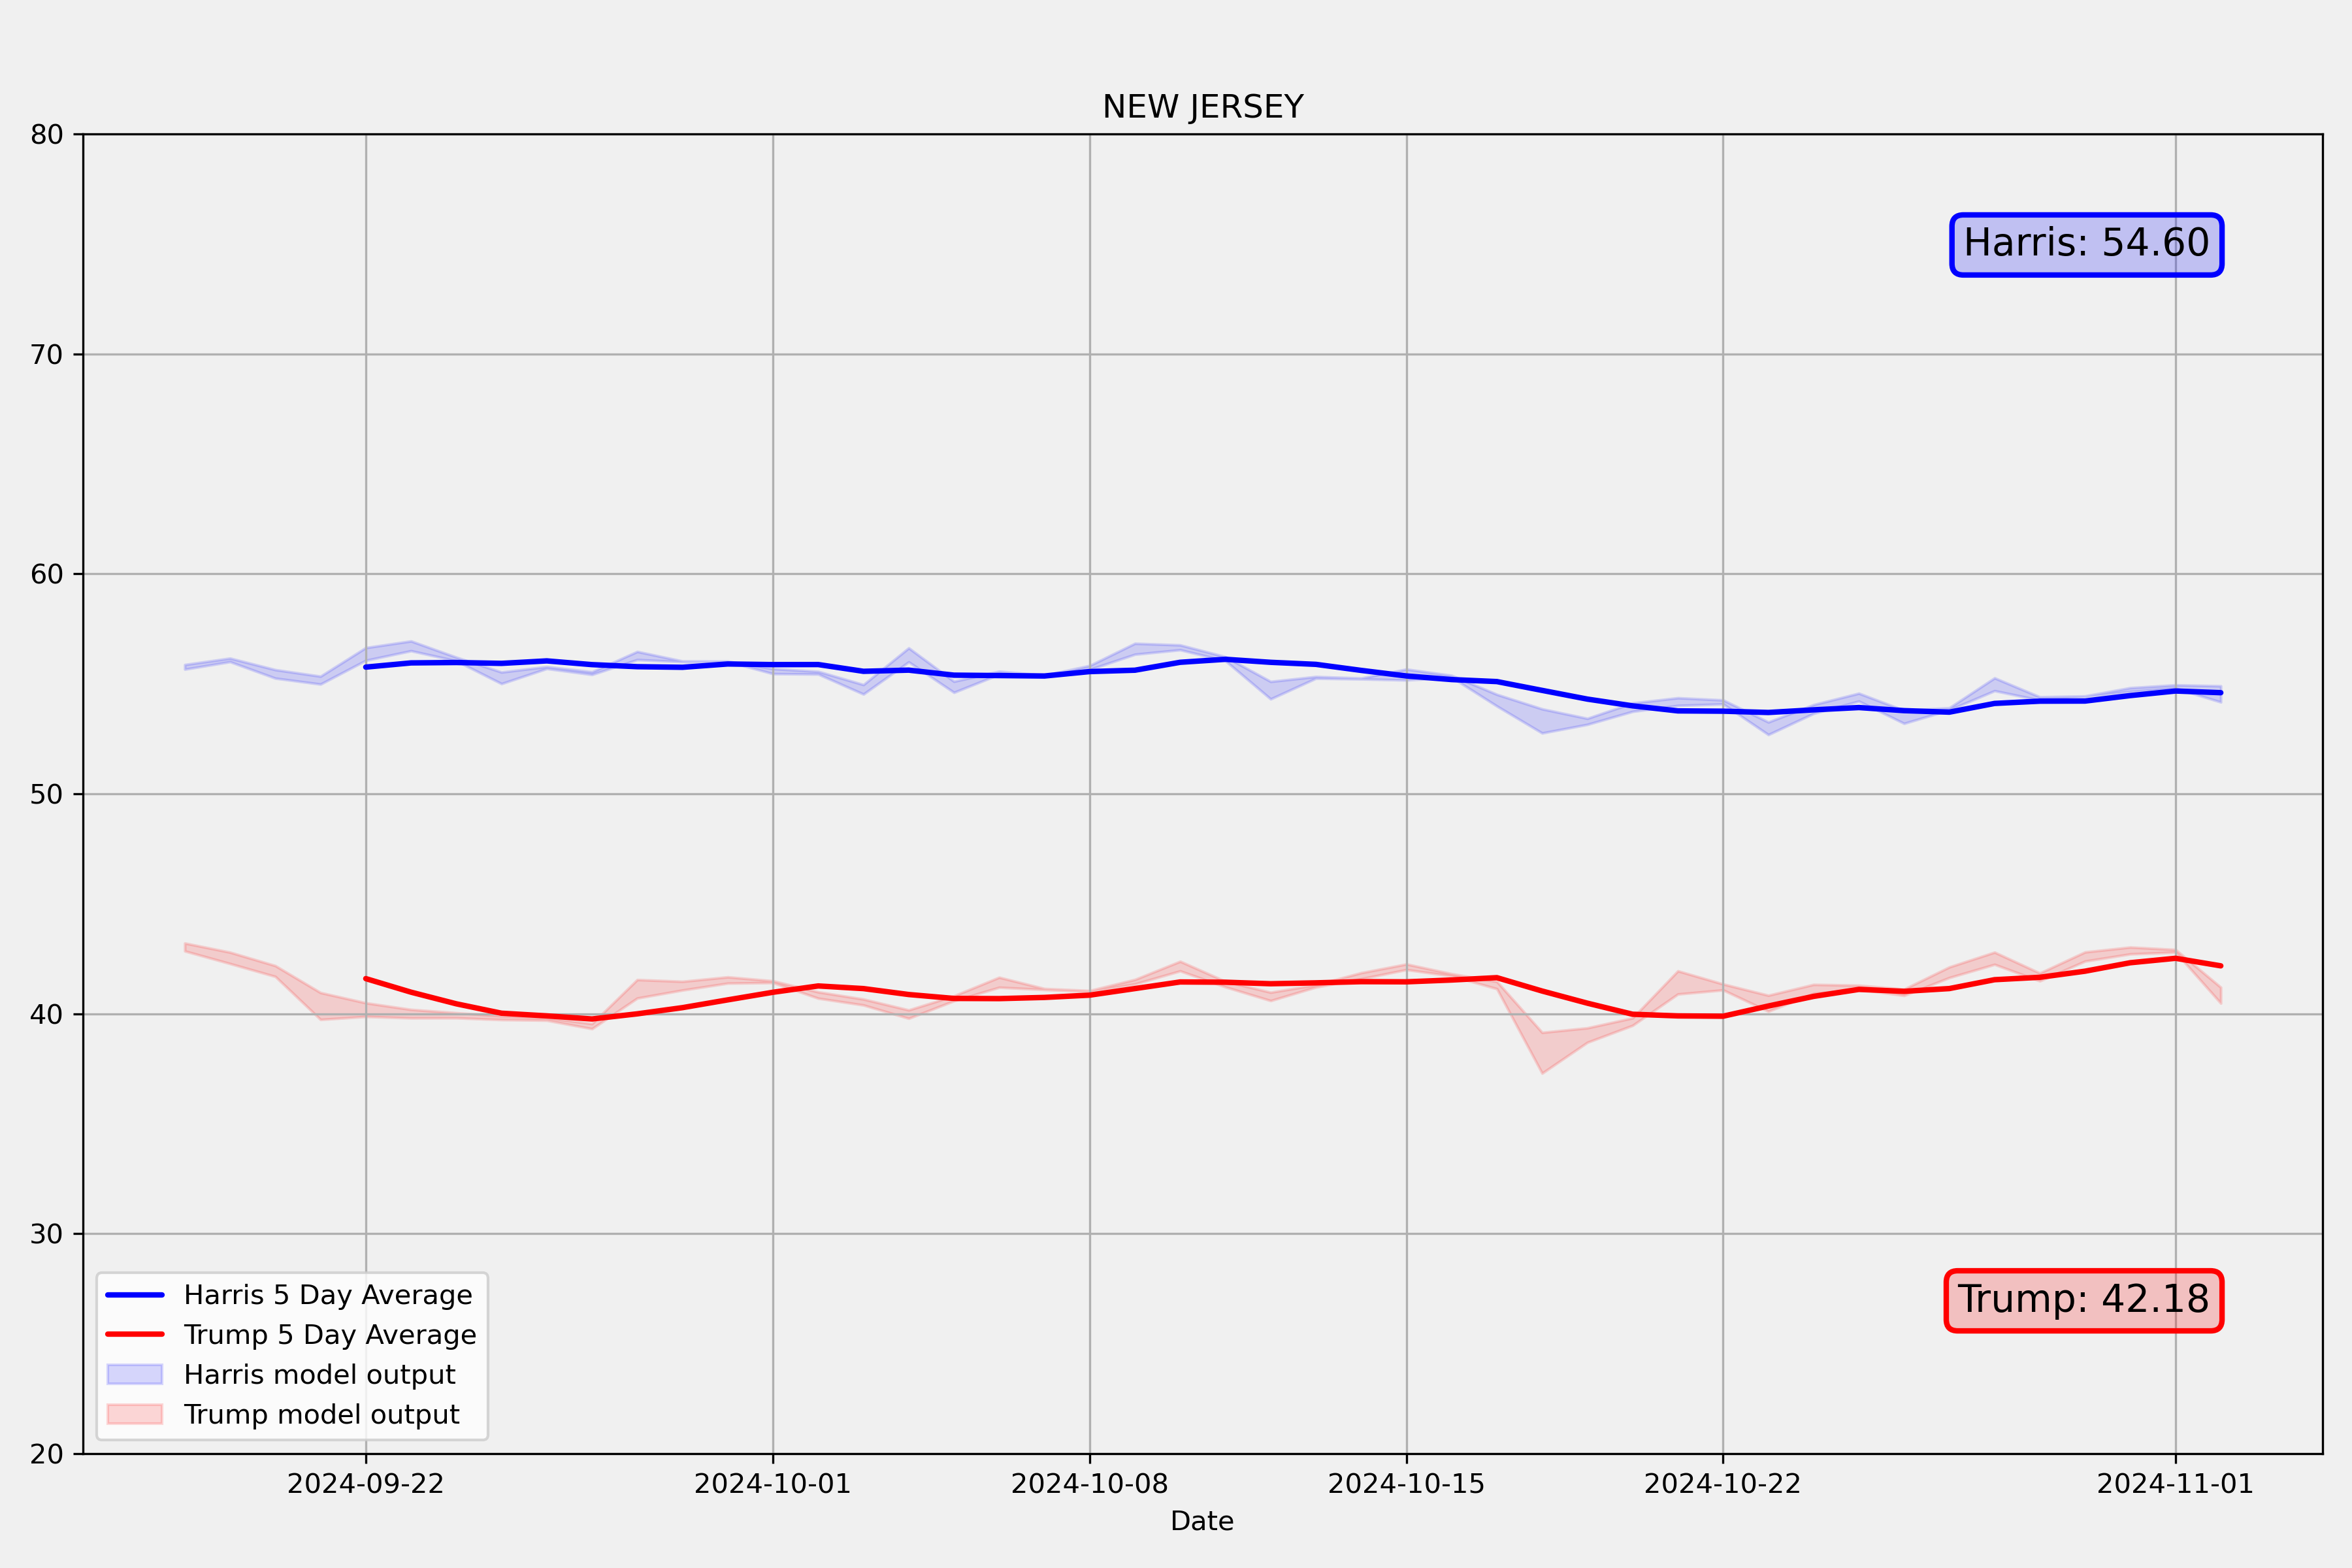 NEW JERSEY
80
70
60
50
40
30
20
Harris: 54.60
Trump: 42.18
Harris 5 Day Average
Trump 5 Day Average
Harris model output
Trump model output
2024-09-22
2024-10-01
2024-10-08
2024-10-15
2024-10-22
2024-11-01
Date